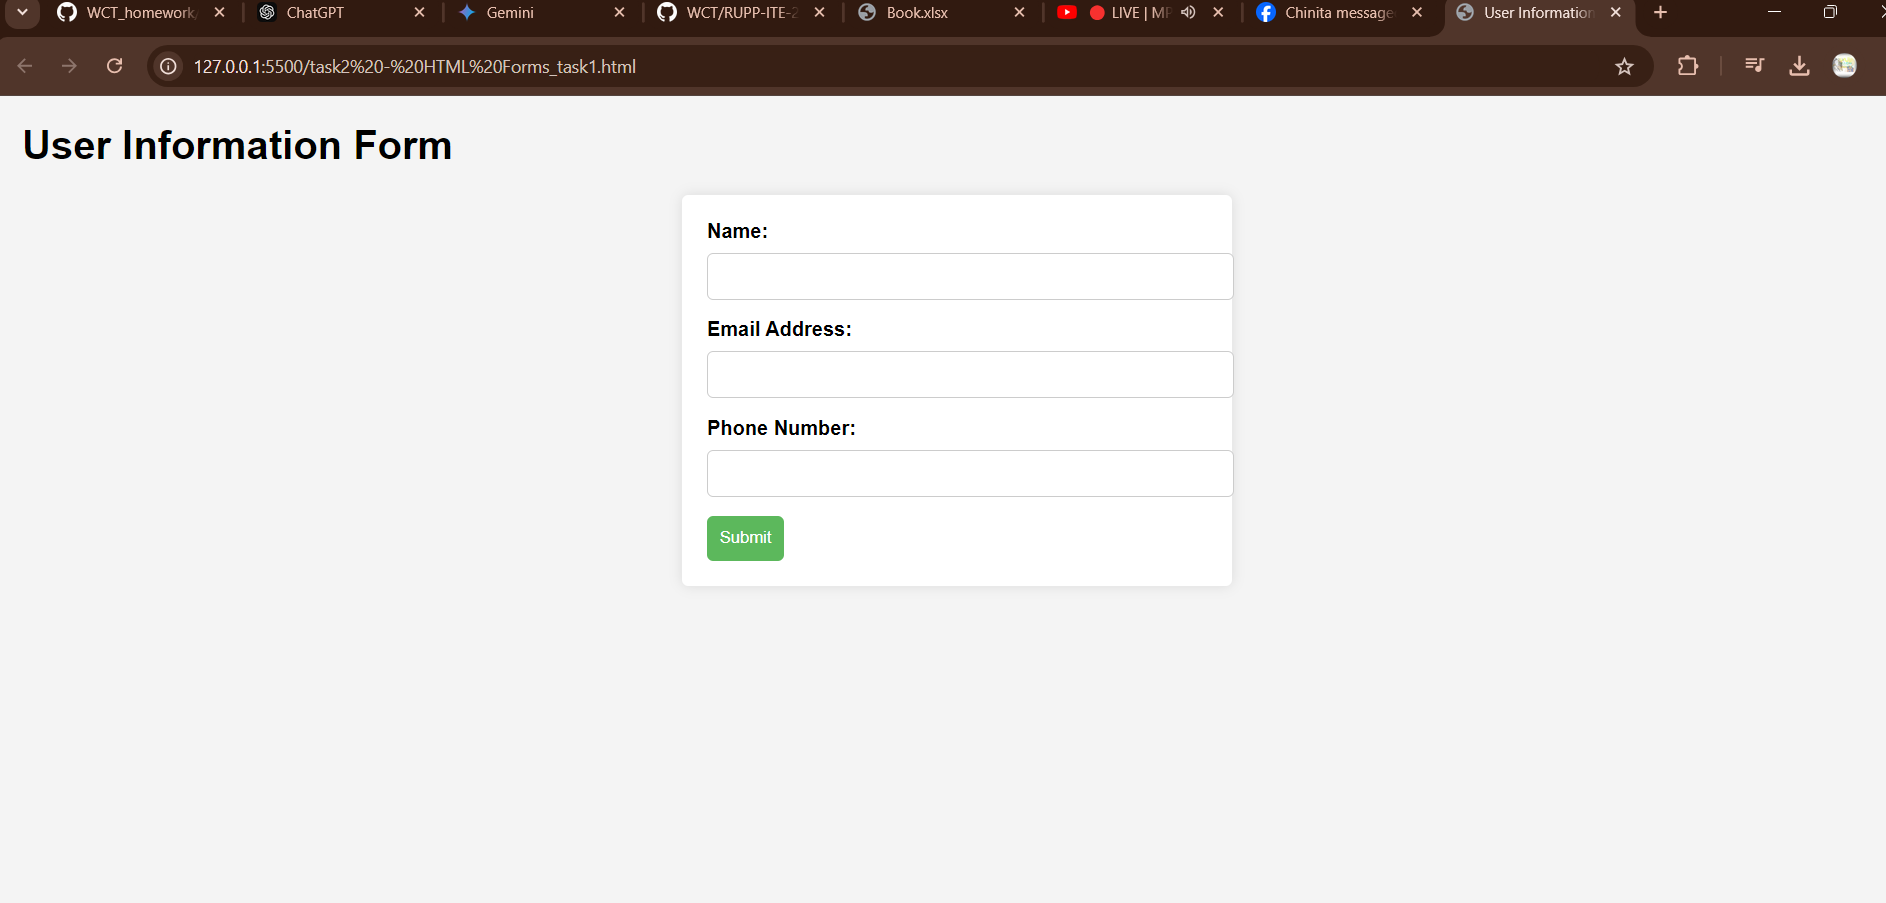 WCT_homework/
ChatGPT
Gemini
WCT/RUPP-ITE-2
Book.xlsx
LIVE | MP
Chinita message
User Information
127.0.0.1:5500/task2%20-%20HTML%20Forms_task1.html
User Information Form
Name:
Email Address:
Phone Number:
Submit